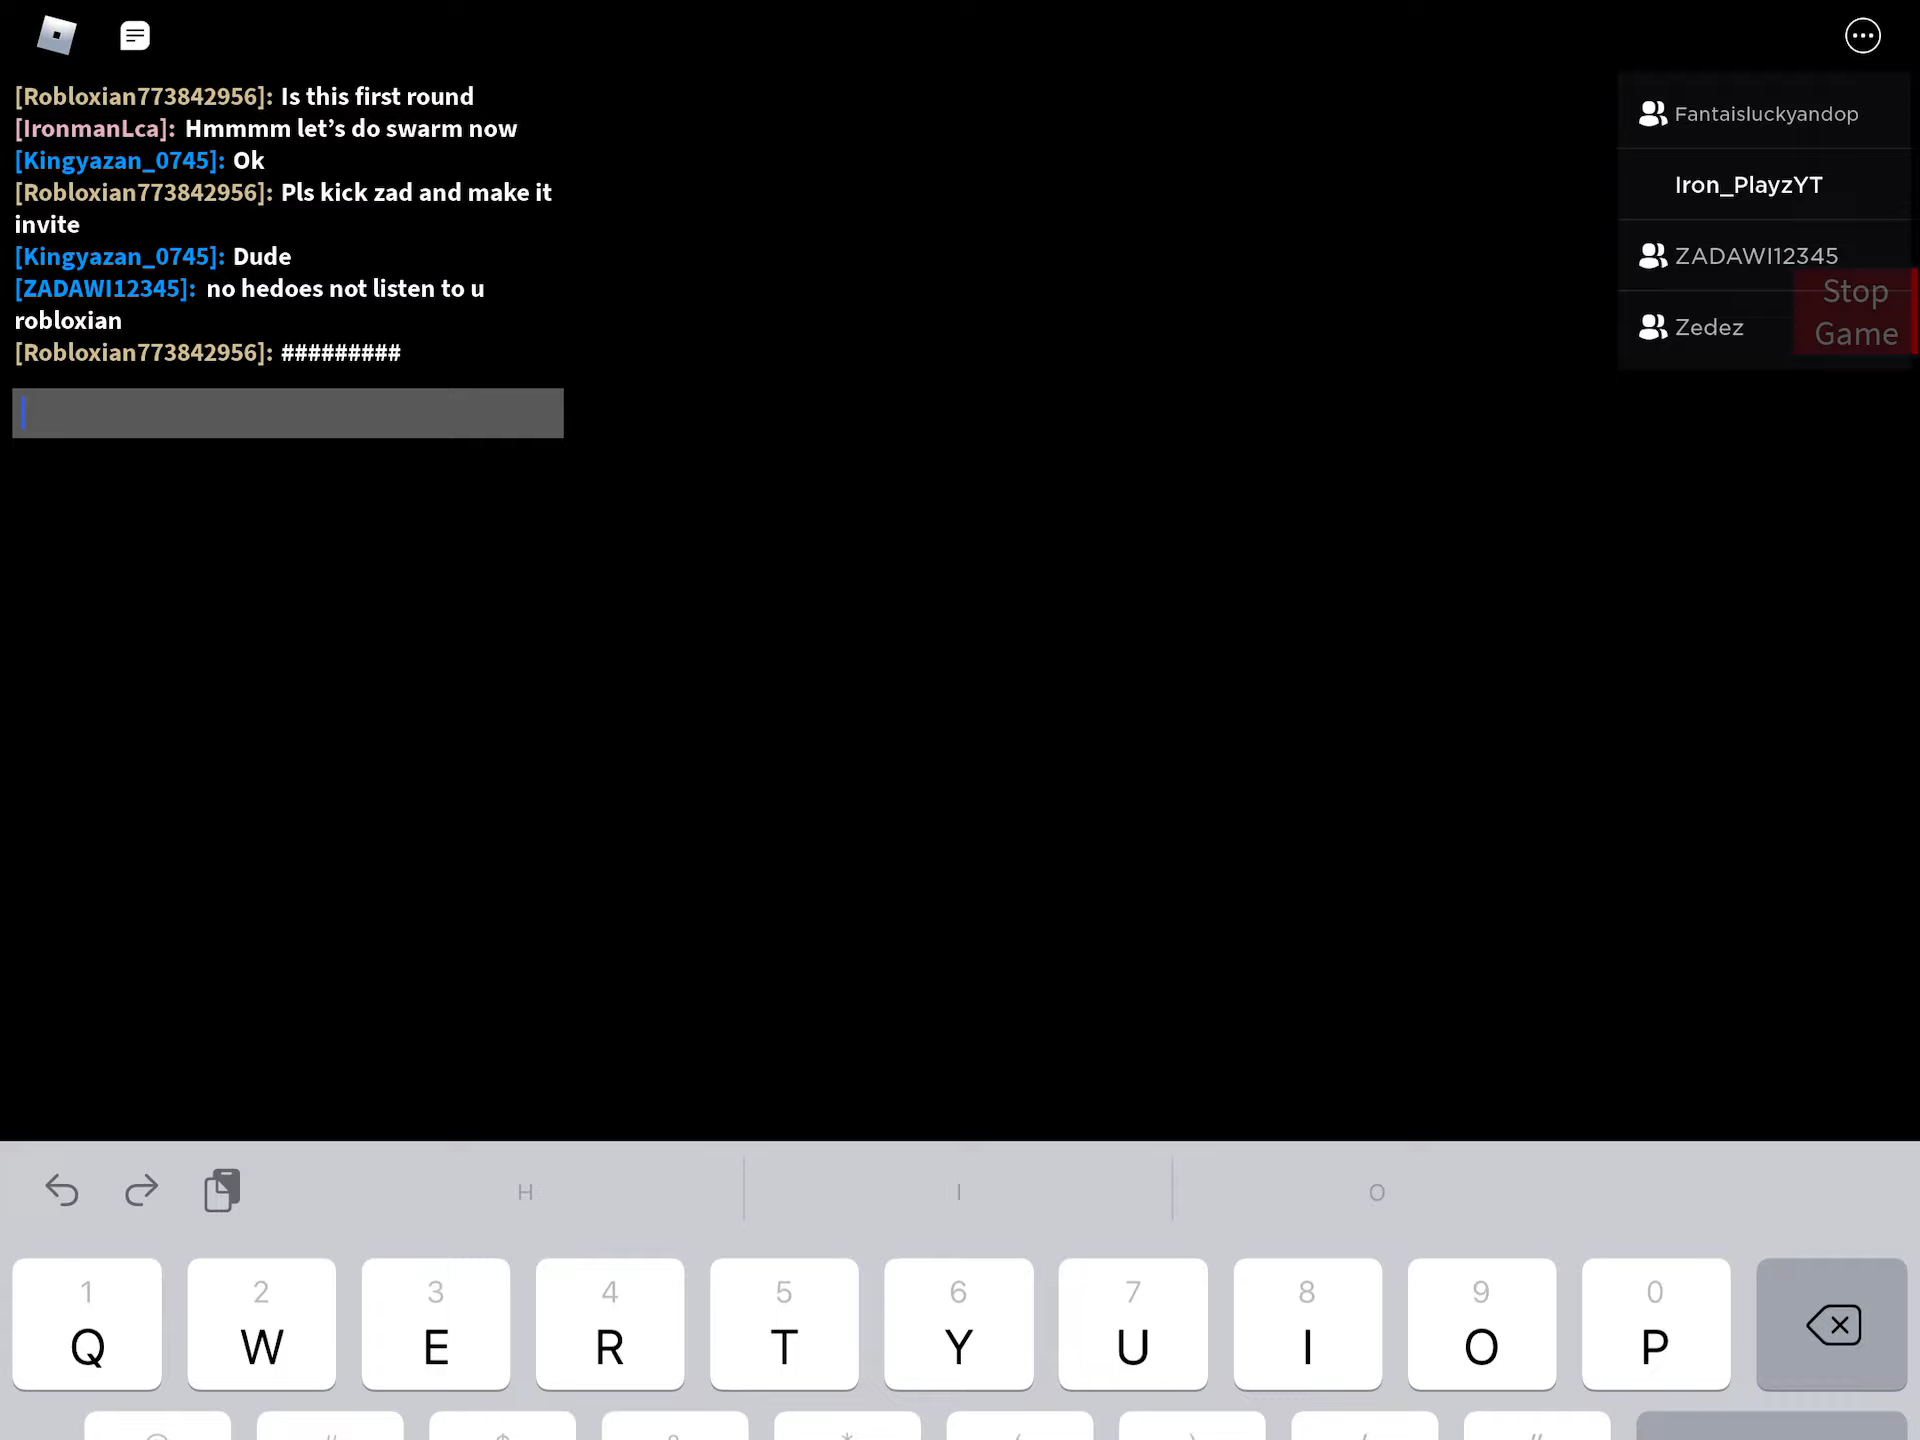 [Robloxian773842956]: Is this first round
[IronmanLca]: Hmmmm let’s do swarm now
[Kingyazan_0745]: Ok
[Robloxian773842956]: Pls kick zad and make it
invite
[Kingyazan_0745]: Dude
[ZADAWI12345]: no hedoes not listen to u
robloxian
[Robloxian773842956]: #########
Fantaisluckyandop
Iron_PlayzYT
ZADAWI12345
Zedez
Stop
Game
H I O
1 2 3 4 5 6 7 8 9 0
Q W E R T Y U I O P